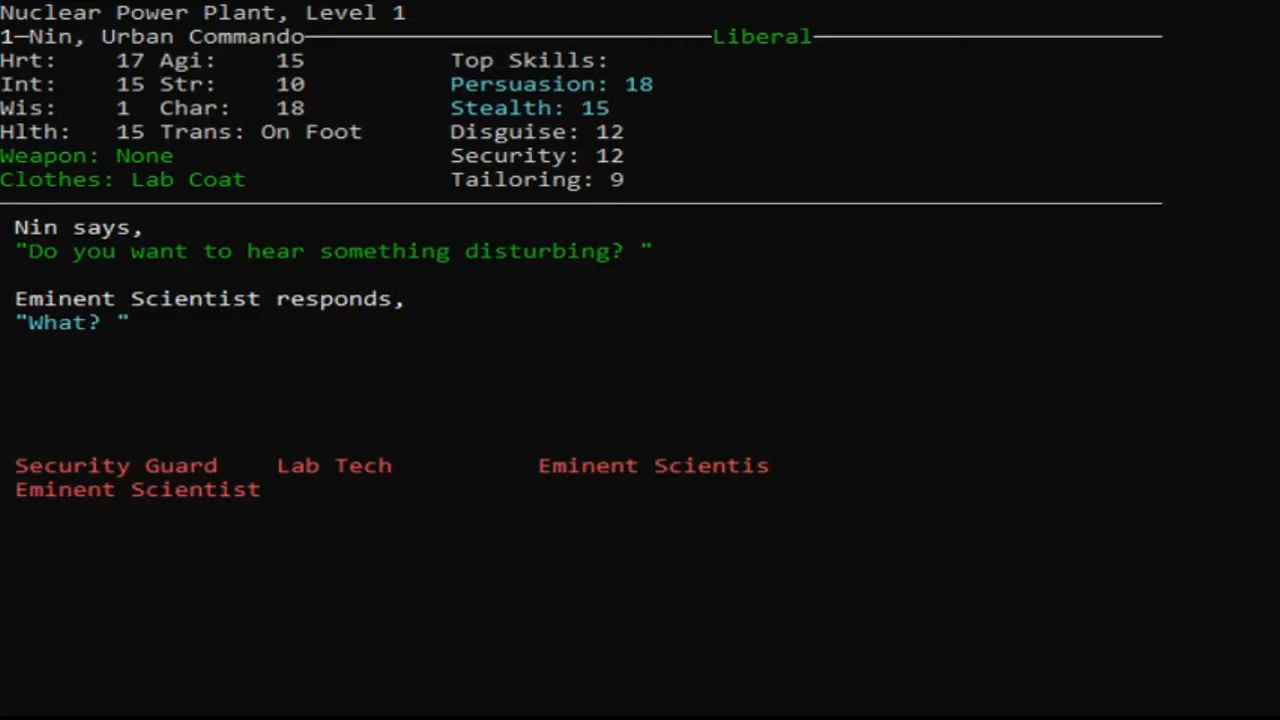 Nuclear Power Plant, Level 1
1—Nin, Urban Commando Liberal
Hrt: 17 Agi: 15 Top Skills:
Int: 15 Str: 10 Persuasion: 18
Wis: 1 Char: 18 Stealth: 15
Hlth: 15 Trans: On Foot Disguise: 12
Weapon: None Security: 12
Clothes: Lab Coat Tailoring: 9
Nin says,
"Do you want to hear something disturbing? "
Eminent Scientist responds,
"What? "
Security Guard Lab Tech Eminent Scientis
Eminent Scientist